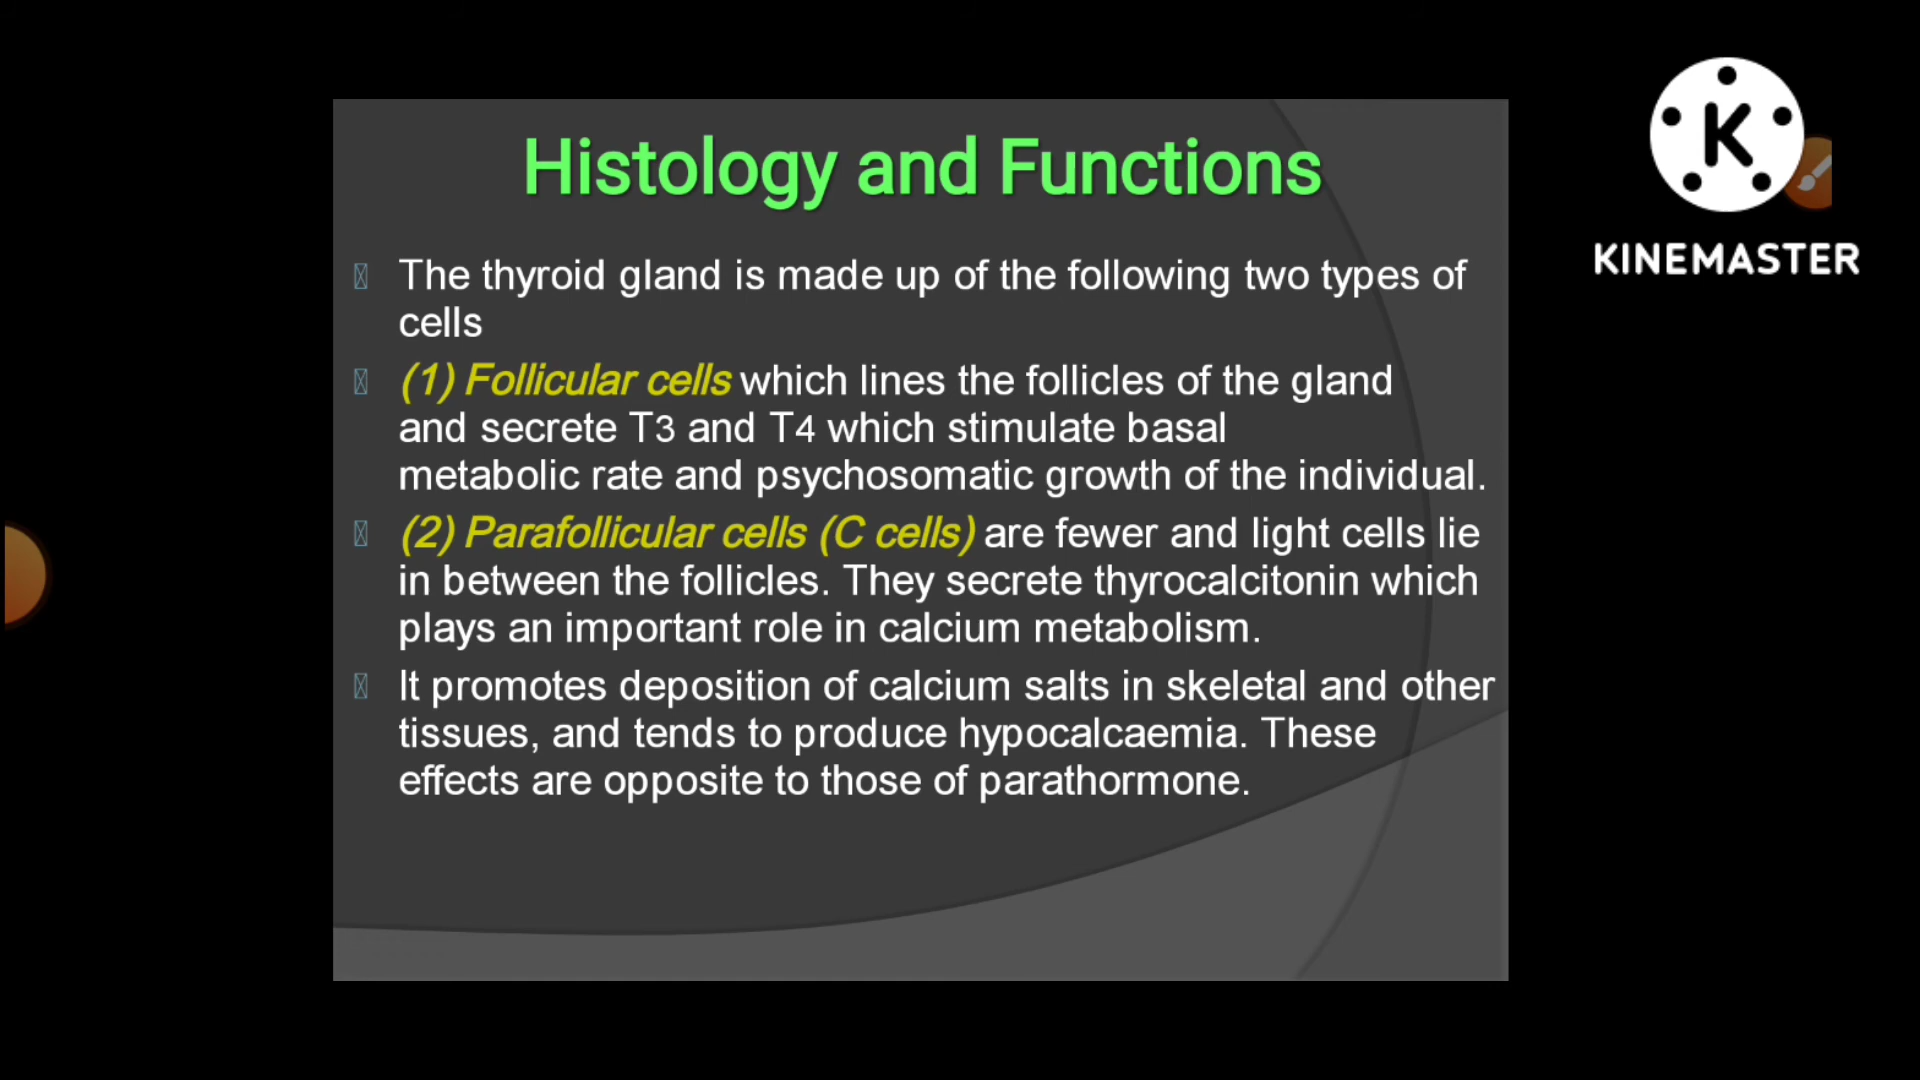 Histology and Functions
K
KINEMASTER
The thyroid gland is made up of the following two types of
cells
(1) Follicular cells which lines the follicles of the gland
and secrete T3 and T4 which stimulate basal
metabolic rate and psychosomatic growth of the individual.
(2) Parafollicular cells (C cells) are fewer and light cells lie
in between the follicles. They secrete thyrocalcitonin which
plays an important role in calcium metabolism.
It promotes deposition of calcium salts in skeletal and other
tissues, and tends to produce hypocalcaemia. These
effects are opposite to those of parathormone.